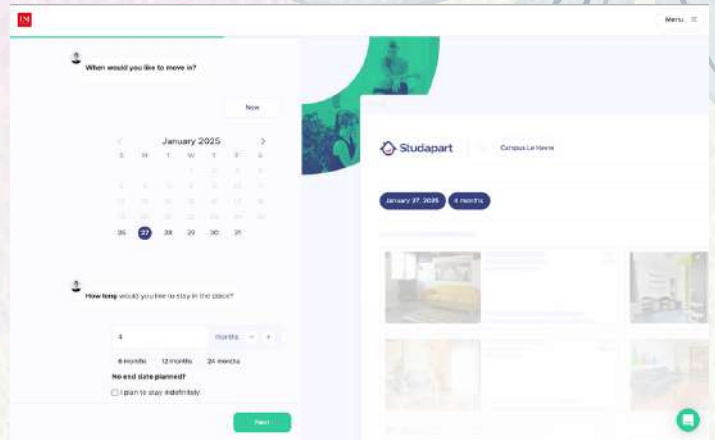 Menu
When would you like to move in?
Now
January 2025
S M T W T F S
26 27 28 29 30 31
How long would you like to stay in the place?
4 months - +
6 months 12 months 24 months
No end date planned?
I plan to stay indefinitely
Next
Studapart
Campus Le Havre
January 27, 2025 4 months